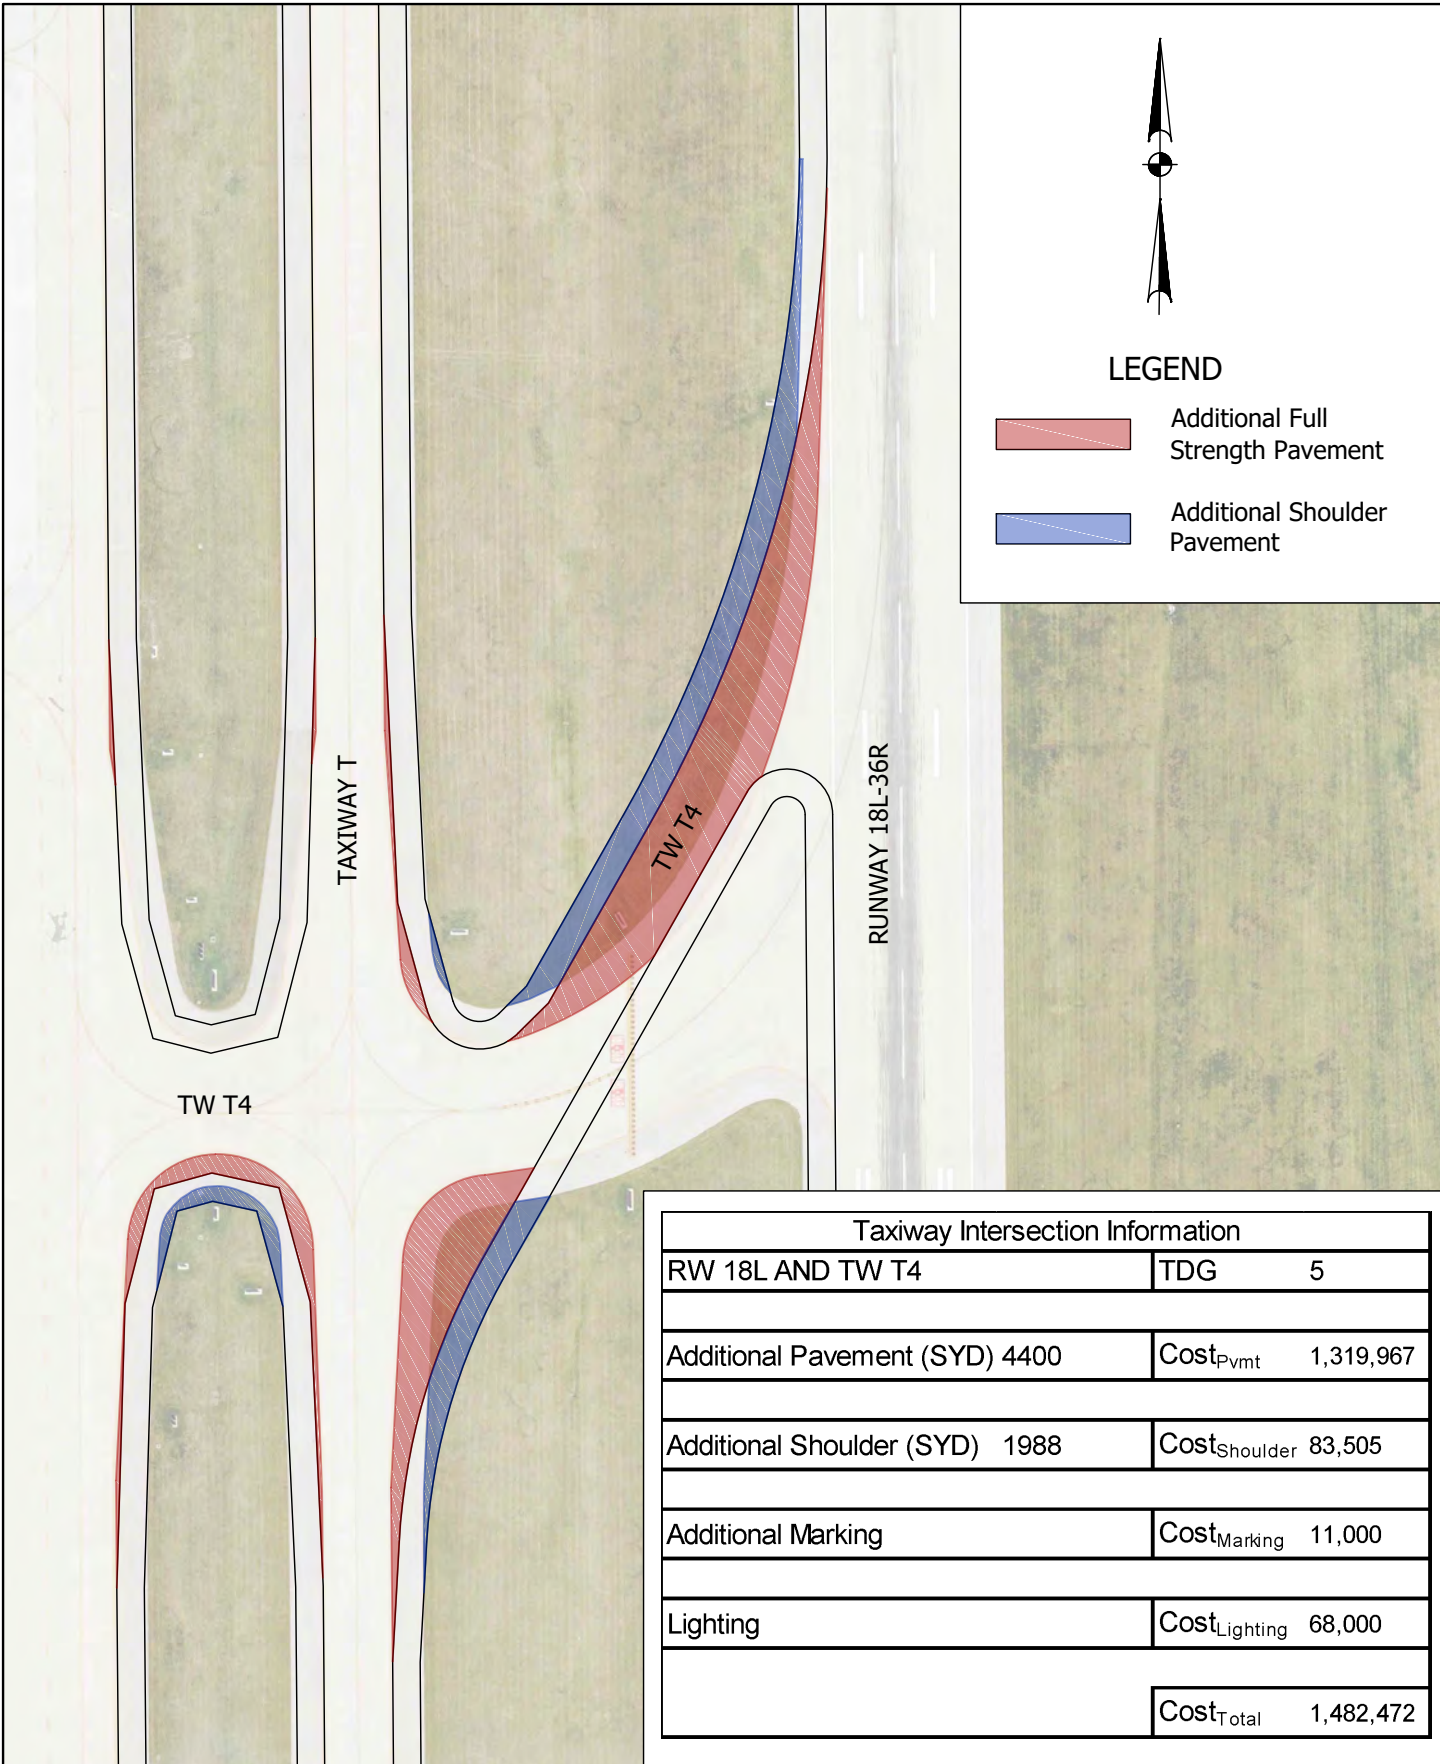 LEGEND
Additional Full
Strength Pavement
Additional Shoulder
Pavement
TAXIWAY T
TW T4
RUNWAY 18L-36R
TW T4
Taxiway Intersection Information
RW 18L AND TW T4 TDG 5
Additional Pavement (SYD) 4400 CostPvmt 1,319,967
Additional Shoulder (SYD) 1988 CostShoulder 83,505
Additional Marking CostMarking 11,000
Lighting CostLighting 68,000
CostTotal 1,482,472